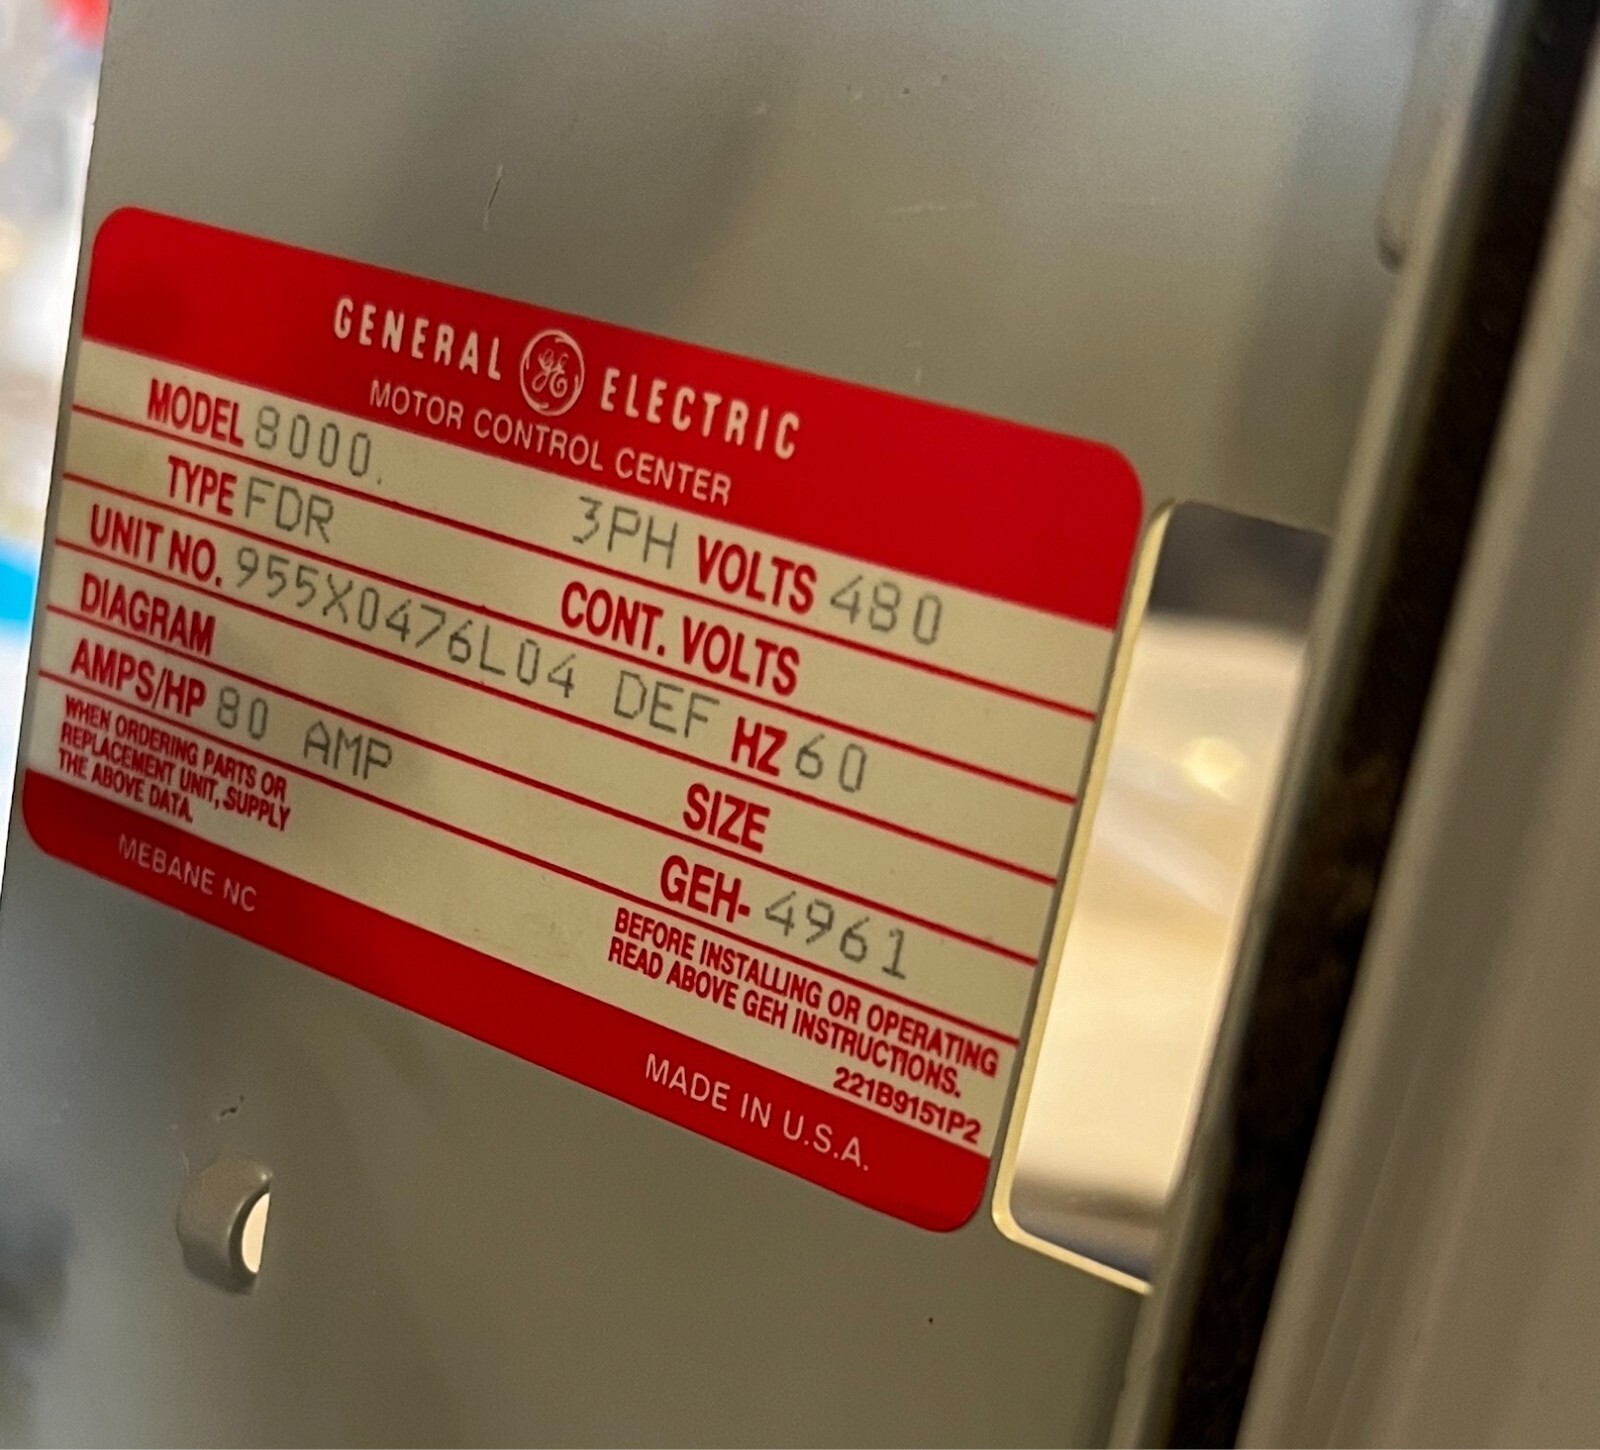 GENERAL GE ELECTRIC
MOTOR CONTROL CENTER
MODEL 8000. 3PH VOLTS 480
TYPE FDR CONT. VOLTS
UNIT NO. 955X0476L04 DEF HZ 60
DIAGRAM SIZE
AMPS/HP 80 AMP GEH- 4961
WHEN ORDERING PARTS OR
REPLACEMENT UNIT, SUPPLY
THE ABOVE DATA.
BEFORE INSTALLING OR OPERATING
READ ABOVE GEH INSTRUCTIONS.
221B9151P2
MEBANE NC MADE IN U.S.A.